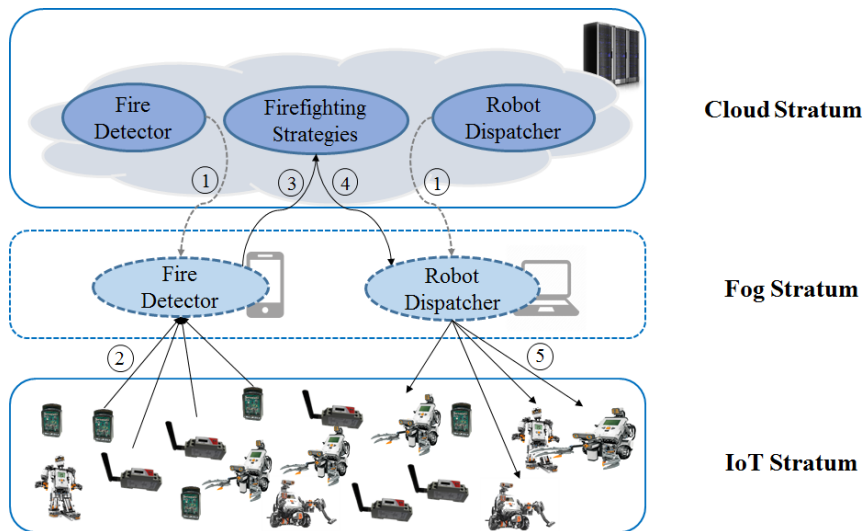 Fire
Detector
Firefighting
Strategies
Robot
Dispatcher
Cloud Stratum
1
3
4
1
Fire
Detector
Robot
Dispatcher
Fog Stratum
2
5
IoT Stratum